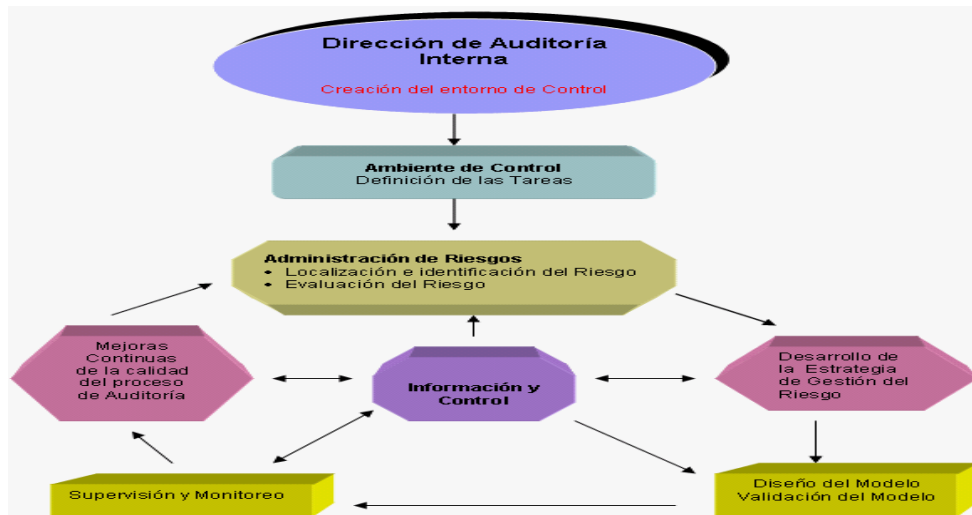 Dirección de Auditoría
Interna
Creación del entorno de Control
Ambiente de Control
Definición de las Tareas
Administración de Riesgos
• Localización e identificación del Riesgo
• Evaluación del Riesgo
Mejoras
Continuas
de la calidad
del proceso
de Auditoría
Información y
Control
Desarrollo de
la Estrategia
de Gestión del
Riesgo
Supervisión y Monitoreo
Diseño del Modelo
Validación del Modelo